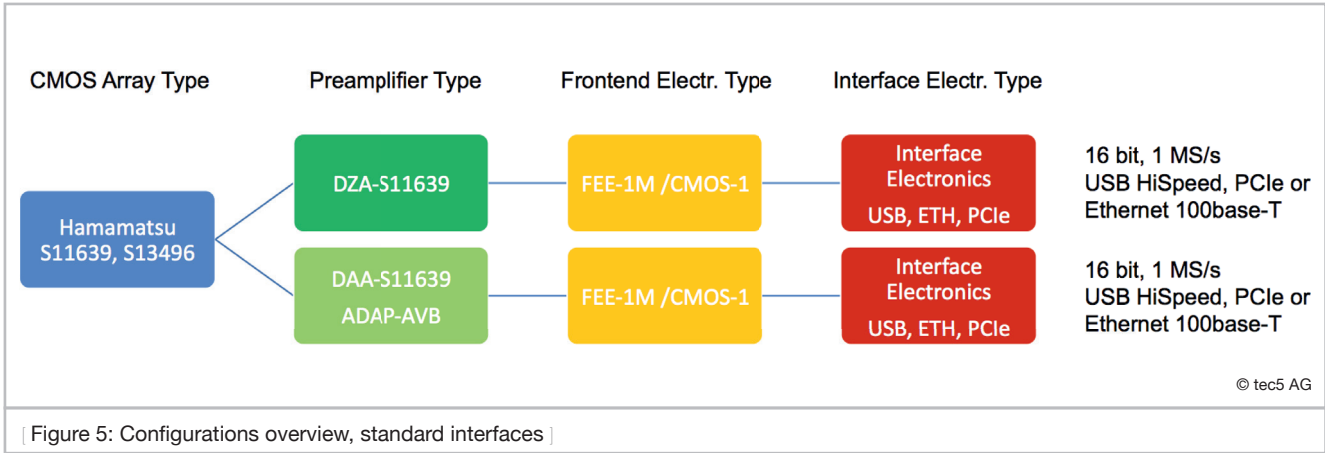 CMOS Array Type
Preamplifier Type
Frontend Electr. Type
Interface Electr. Type
Hamamatsu
S11639, S13496
DZA-S11639
FEE-1M /CMOS-1
Interface
Electronics
USB, ETH, PCIe
16 bit, 1 MS/s
USB HiSpeed, PCIe or
Ethernet 100base-T
DAA-S11639
ADAP-AVB
FEE-1M /CMOS-1
Interface
Electronics
USB, ETH, PCIe
16 bit, 1 MS/s
USB HiSpeed, PCIe or
Ethernet 100base-T
© tec5 AG
[ Figure 5: Configurations overview, standard interfaces ]